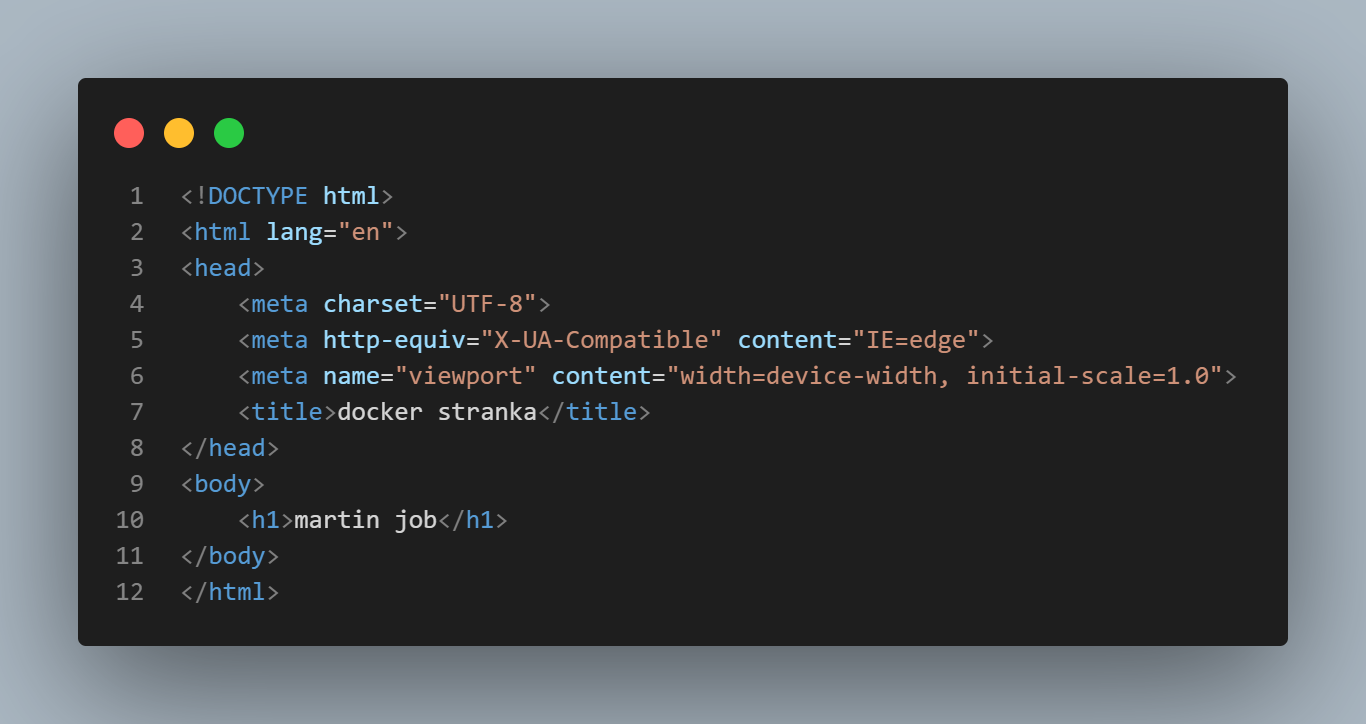 1 <!DOCTYPE html>
2 <html lang="en">
3 <head>
4     <meta charset="UTF-8">
5     <meta http-equiv="X-UA-Compatible" content="IE=edge">
6     <meta name="viewport" content="width=device-width, initial-scale=1.0">
7     <title>docker stranka</title>
8 </head>
9 <body>
10     <h1>martin job</h1>
11 </body>
12 </html>